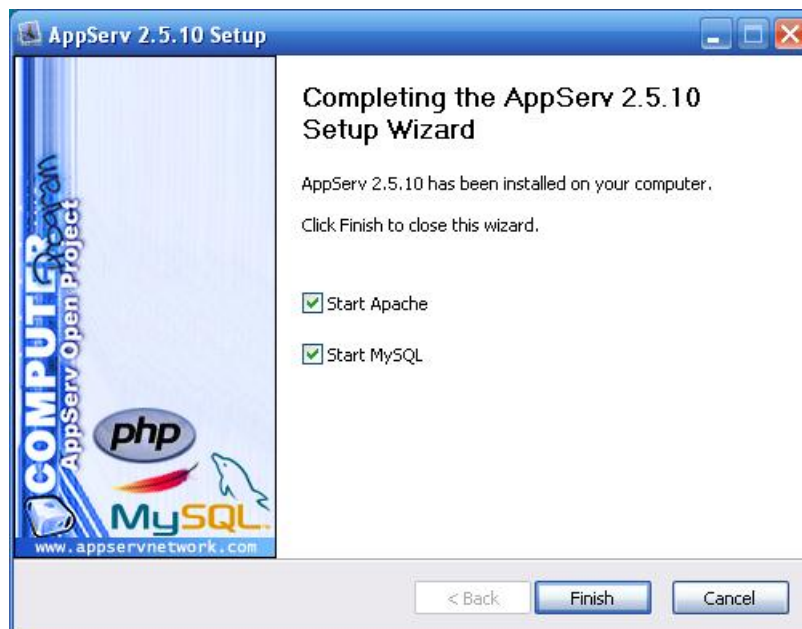 AppServ 2.5.10 Setup
Completing the AppServ 2.5.10
Setup Wizard
AppServ 2.5.10 has been installed on your computer.
Click Finish to close this wizard.
Start Apache
Start MySQL
COMPUTER
Program
AppServ Open Project
php
MySQL
www.appservnetwork.com
< Back
Finish
Cancel